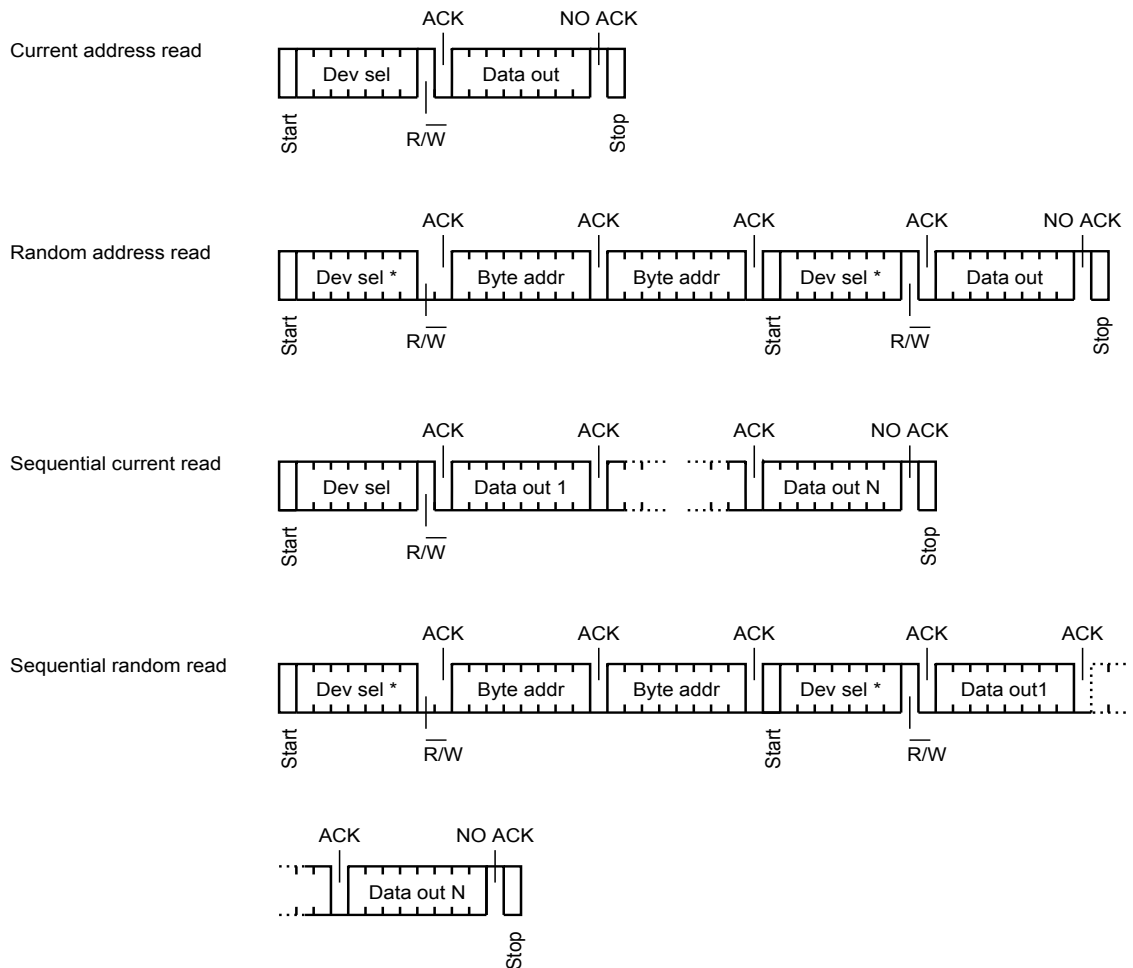 ACK NO ACK
Current address read
Dev sel Data out
Start R/W̅ Stop
ACK ACK ACK ACK NO ACK
Random address read
Dev sel * Byte addr Byte addr Dev sel * Data out
Start R/W̅ Start R/W̅ Stop
ACK ACK ACK NO ACK
Sequential current read
Dev sel Data out 1 Data out N
Start R/W̅ Stop
ACK ACK ACK ACK ACK
Sequential random read
Dev sel * Byte addr Byte addr Dev sel * Data out1
Start R̅/W Start R̅/W
ACK NO ACK
Data out N
Stop